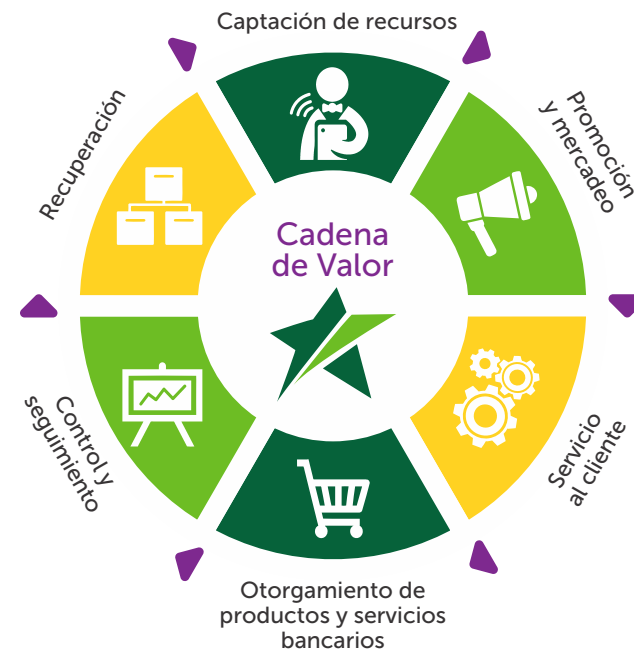 Captación de recursos
Promoción
y mercadeo
Servicio
al cliente
Otorgamiento de
productos y servicios
bancarios
Control y
seguimiento
Recuperación
Cadena
de Valor